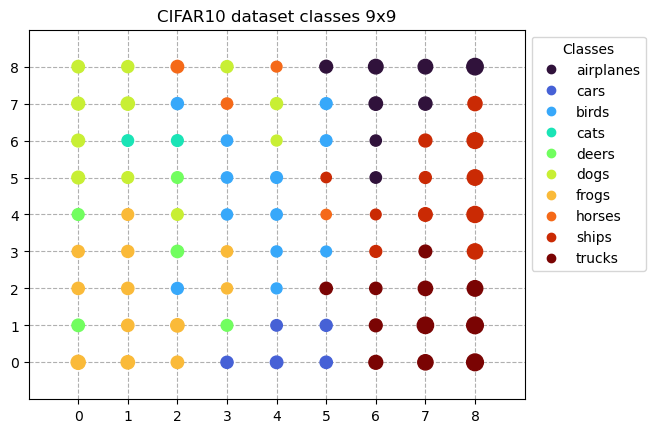 CIFAR10 dataset classes 9x9
8
7
6
5
4
3
2
1
0
0 1 2 3 4 5 6 7 8
Classes
airplanes
cars
birds
cats
deers
dogs
frogs
horses
ships
trucks